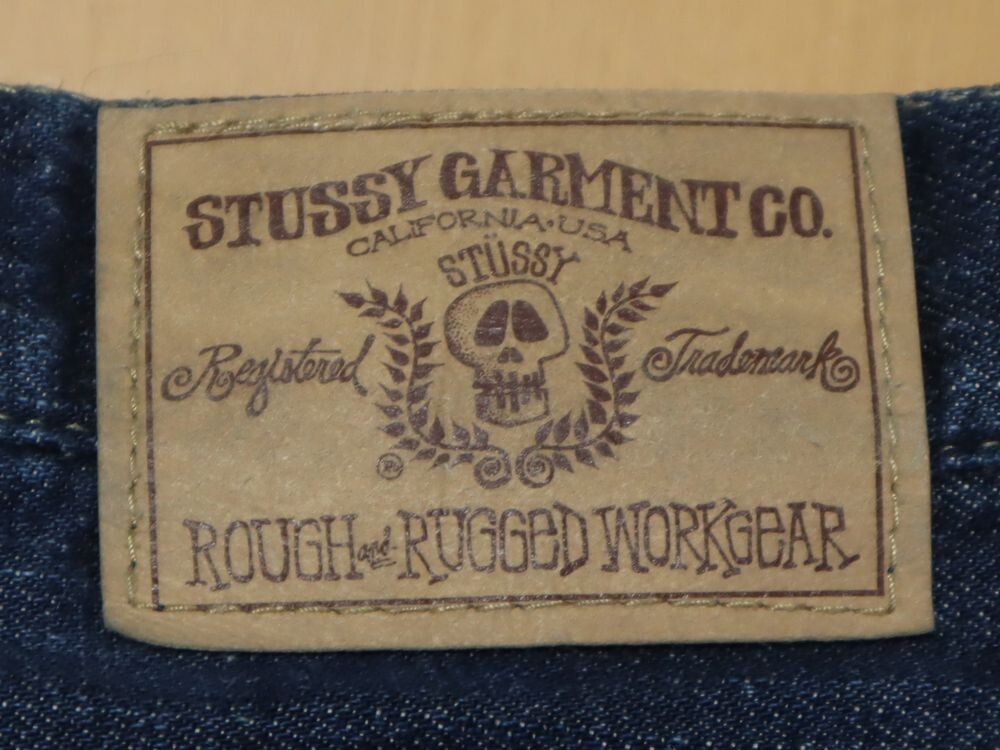 STUSSY GARMENT CO.
CALIFORNIA • USA
STÜSSY
Registered Trademark
®
ROUGH and RUGGED WORKGEAR